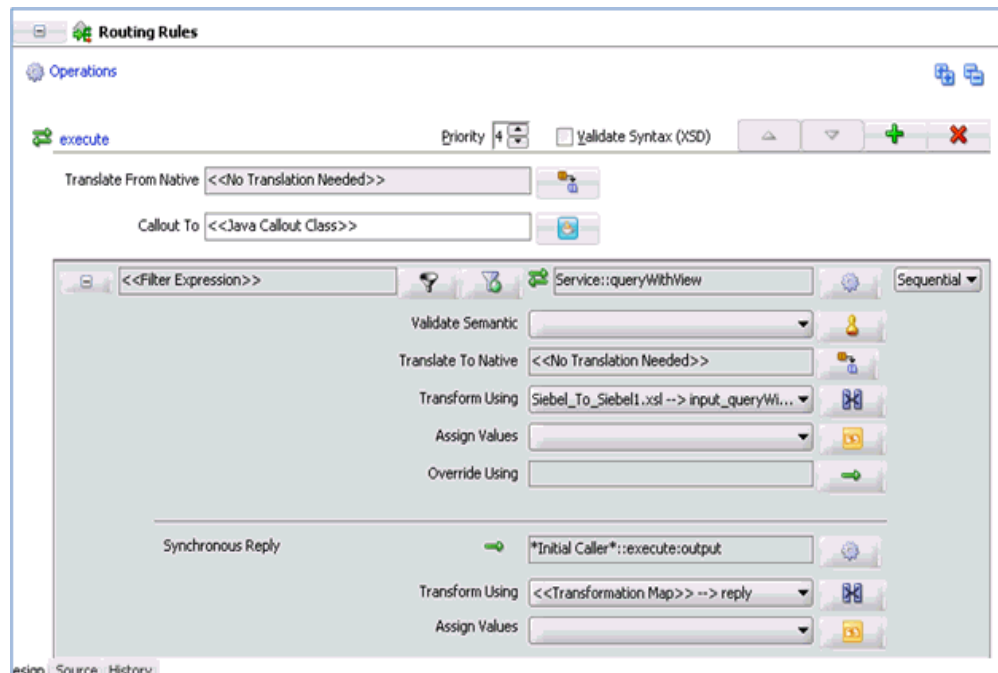 Routing Rules
Operations
execute Priority 4 Validate Syntax (XSD)
Translate From Native <<No Translation Needed>>
Callout To <<Java Callout Class>>
<<Filter Expression>> Service::queryWithView Sequential
Validate Semantic
Translate To Native <<No Translation Needed>>
Transform Using Siebel_To_Siebel1.xsl --> input_queryWi...
Assign Values
Override Using
Synchronous Reply *Initial Caller*::execute:output
Transform Using <<Transformation Map>> --> reply
Assign Values
esign Source History